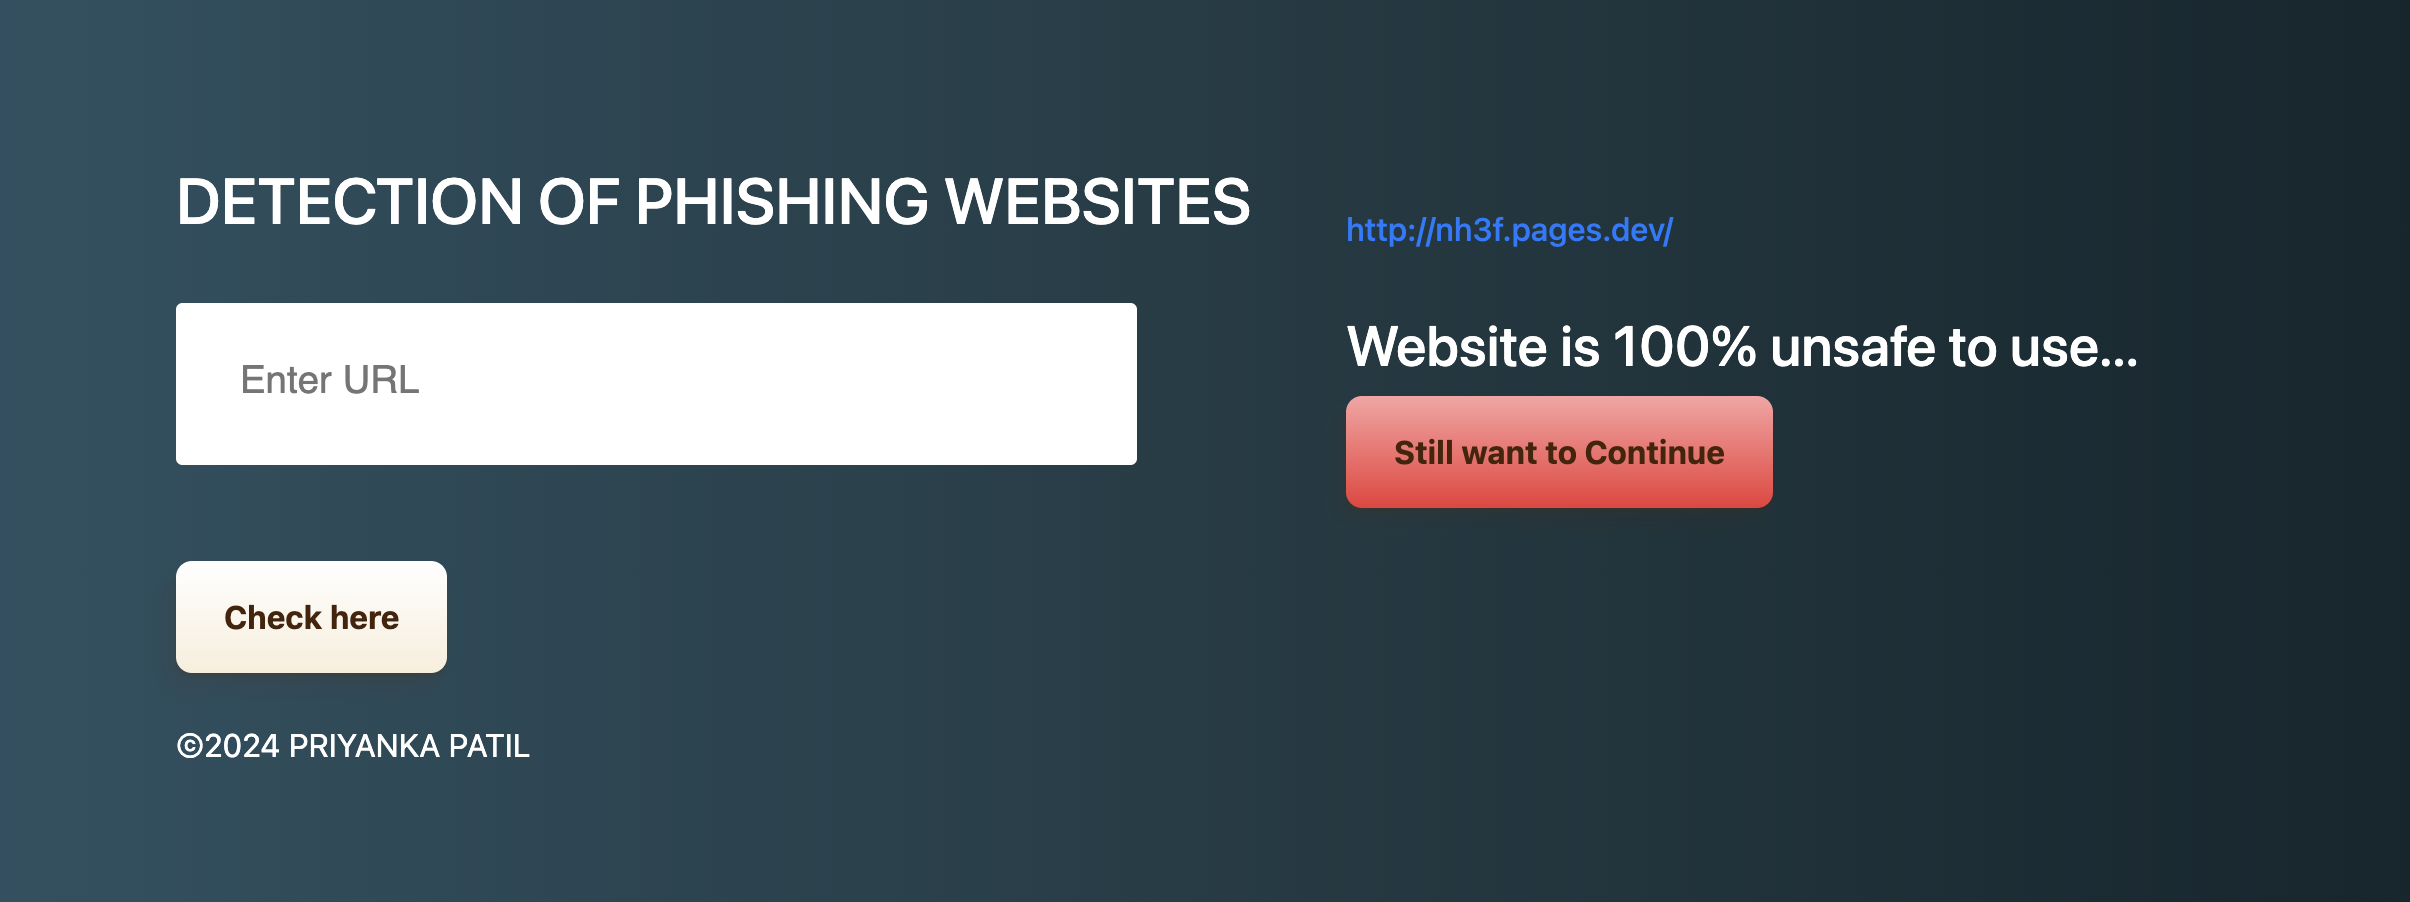 DETECTION OF PHISHING WEBSITES
Enter URL
Check here
©2024 PRIYANKA PATIL
http://nh3f.pages.dev/
Website is 100% unsafe to use...
Still want to Continue